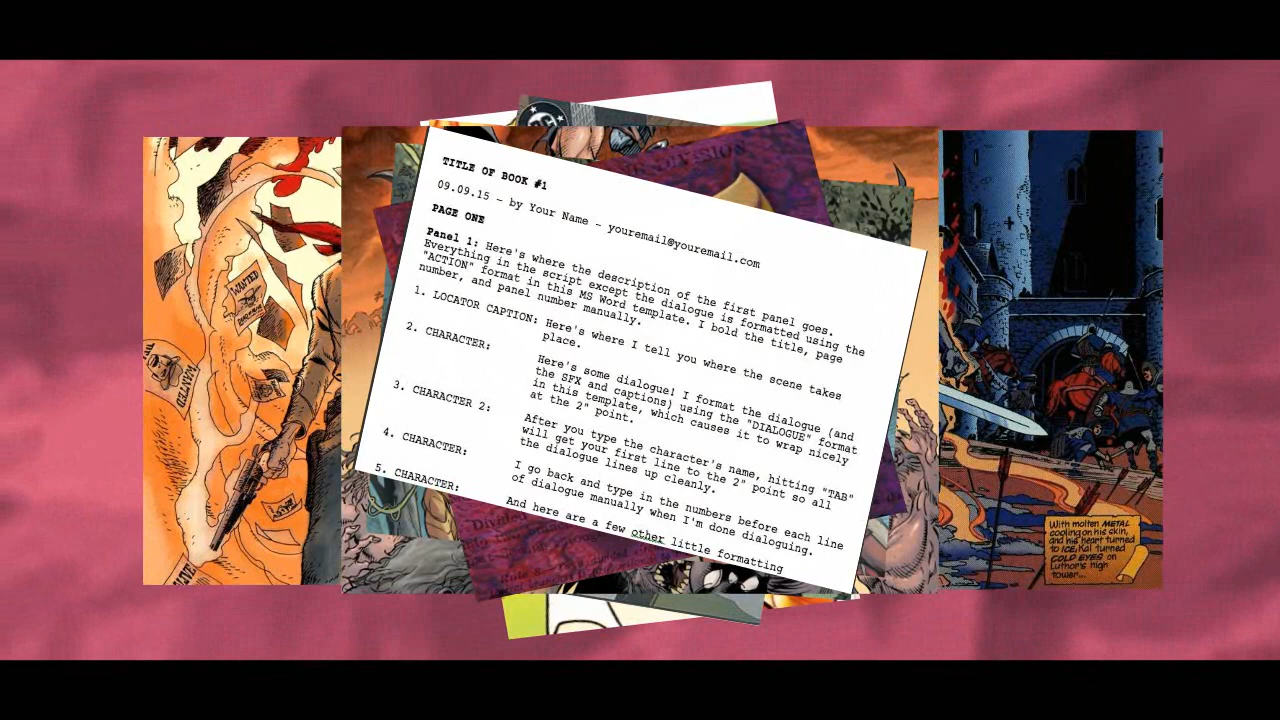 TITLE OF BOOK #1
09.09.15 – by Your Name – youremail@youremail.com
PAGE ONE
Panel 1: Here's where the description of the first panel goes.
Everything in the script except the dialogue is formatted using the
"ACTION" format in this MS Word template. I bold the title, page
number, and panel number manually.
1. LOCATOR CAPTION: Here's where I tell you where the scene takes
place.
2. CHARACTER: Here's some dialogue! I format the dialogue (and
the SFX and captions) using the "DIALOGUE" format
in this template, which causes it to wrap nicely
at the 2" point.
3. CHARACTER 2: After you type the character's name, hitting "TAB"
will get your first line to the 2" point so all
the dialogue lines up cleanly.
4. CHARACTER: I go back and type in the numbers before each line
of dialogue manually when I'm done dialoguing.
5. CHARACTER: And here are a few other little formatting
WANTED
WANTED
With molten METAL
cooling on his skin,
and his heart turned
to ICE, Kal turned
COLD EYES on
Luthor's high
tower...
Divided